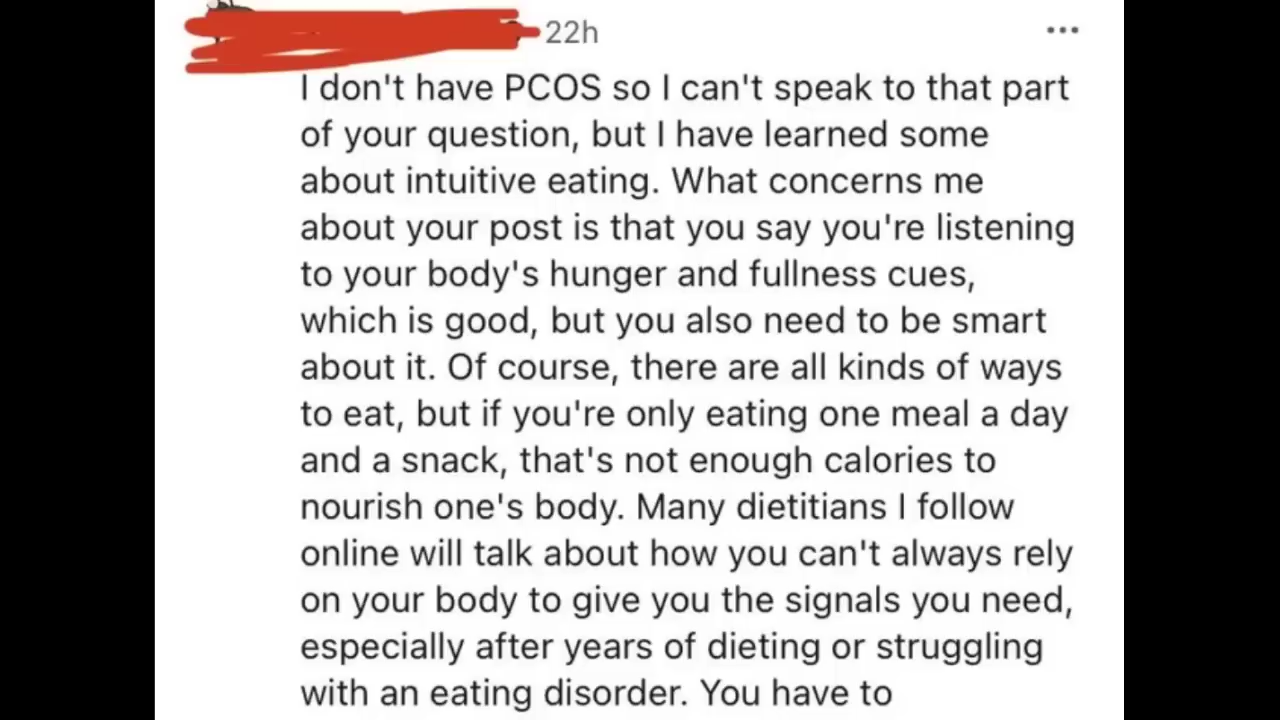 22h
I don't have PCOS so I can't speak to that part
of your question, but I have learned some
about intuitive eating. What concerns me
about your post is that you say you're listening
to your body's hunger and fullness cues,
which is good, but you also need to be smart
about it. Of course, there are all kinds of ways
to eat, but if you're only eating one meal a day
and a snack, that's not enough calories to
nourish one's body. Many dietitians I follow
online will talk about how you can't always rely
on your body to give you the signals you need,
especially after years of dieting or struggling
with an eating disorder. You have to